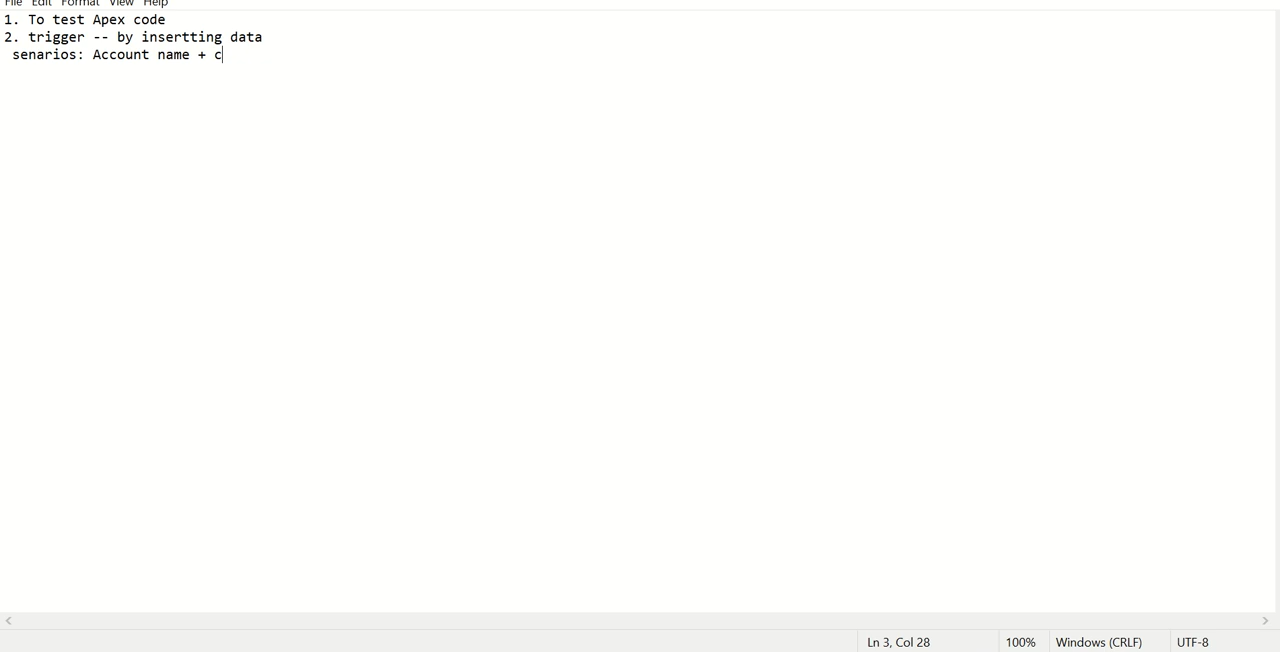 File Edit Format View Help
1. To test Apex code
2. trigger -- by insertting data
senarios: Account name + c
Ln 3, Col 28 100% Windows (CRLF) UTF-8